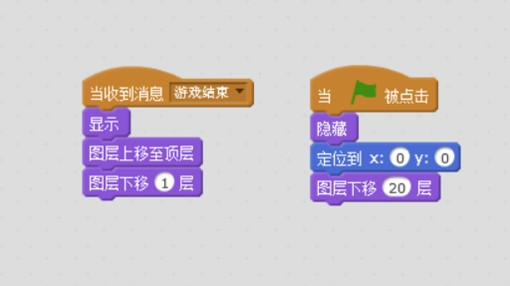 当收到消息 游戏结束
显示
图层上移至顶层
图层下移 1 层
当 被点击
隐藏
定位到 x: 0 y: 0
图层下移 20 层